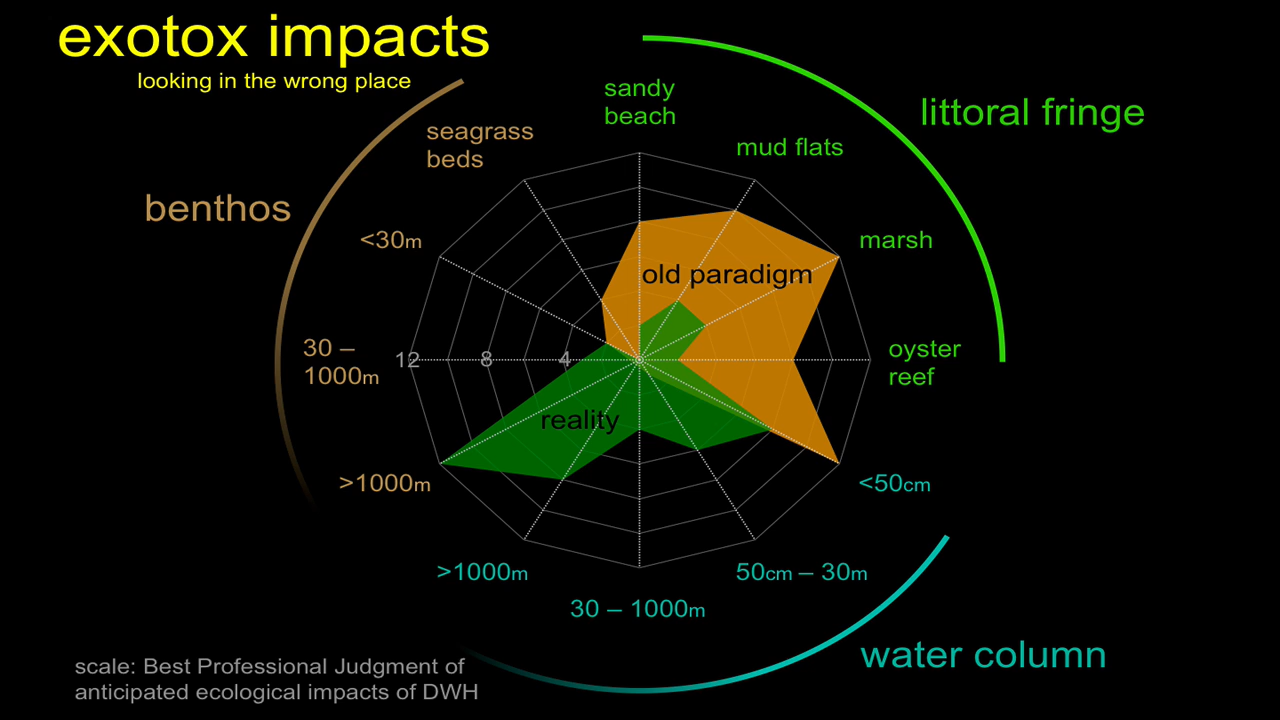 exotox impacts
looking in the wrong place
sandy
beach
littoral fringe
mud flats
seagrass
beds
benthos
<30m
marsh
old paradigm
30 –
1000m
12
8
4
oyster
reef
reality
>1000m
<50cm
>1000m
50cm – 30m
30 – 1000m
water column
scale: Best Professional Judgment of
anticipated ecological impacts of DWH